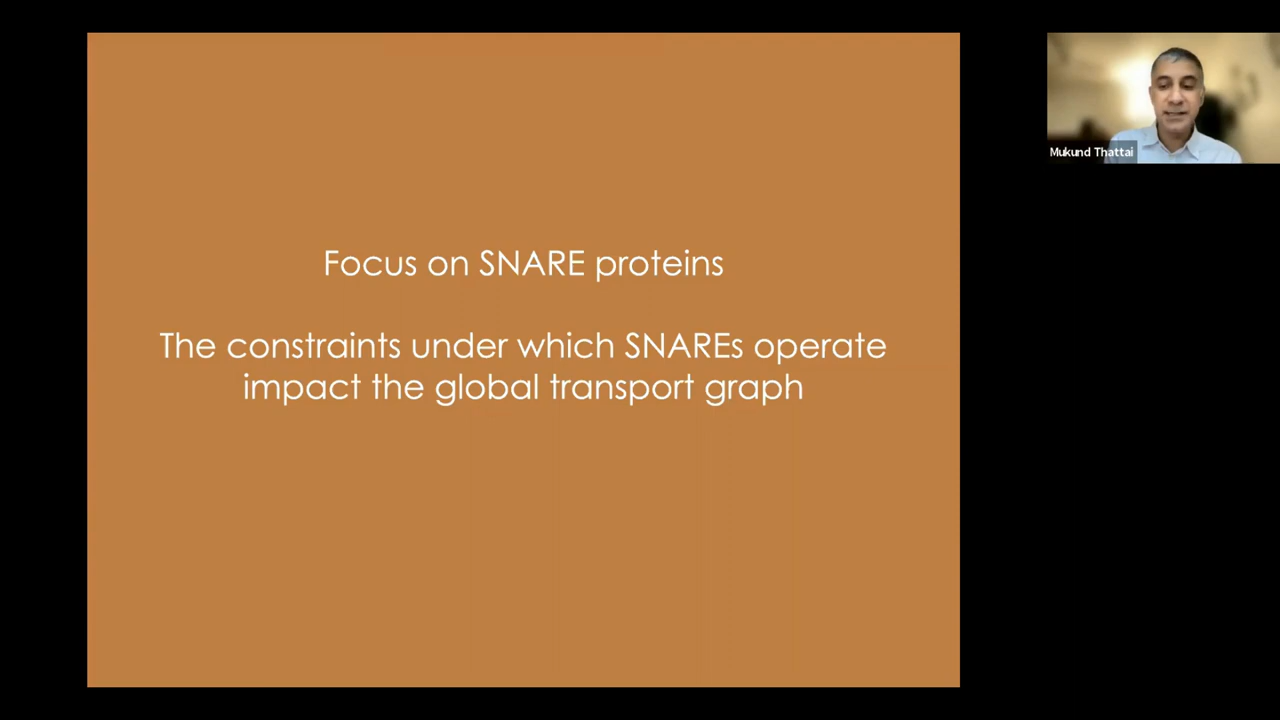 Focus on SNARE proteins
The constraints under which SNAREs operate
impact the global transport graph
Mukund Thattai